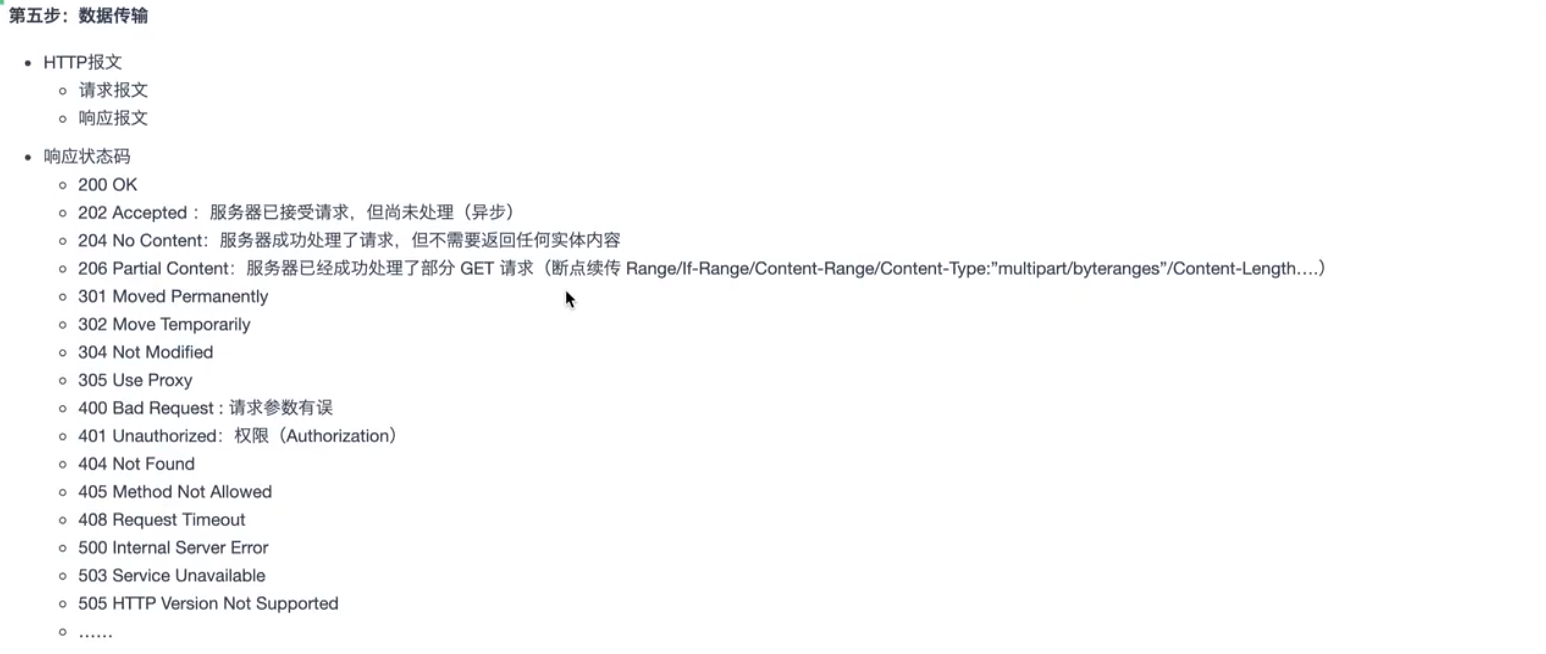 第五步：数据传输
HTTP报文
请求报文
响应报文
响应状态码
200 OK
202 Accepted ：服务器已接受请求，但尚未处理（异步）
204 No Content：服务器成功处理了请求，但不需要返回任何实体内容
206 Partial Content：服务器已经成功处理了部分 GET 请求（断点续传 Range/If-Range/Content-Range/Content-Type:”multipart/byteranges”/Content-Length….）
301 Moved Permanently
302 Move Temporarily
304 Not Modified
305 Use Proxy
400 Bad Request : 请求参数有误
401 Unauthorized：权限（Authorization）
404 Not Found
405 Method Not Allowed
408 Request Timeout
500 Internal Server Error
503 Service Unavailable
505 HTTP Version Not Supported
……